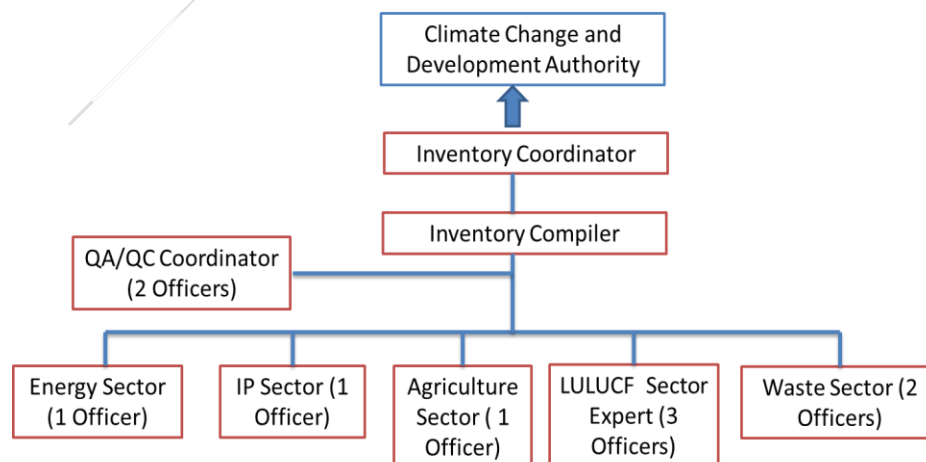 Climate Change and
Development Authority
Inventory Coordinator
Inventory Compiler
QA/QC Coordinator
(2 Officers)
Energy Sector
(1 Officer)
IP Sector (1
Officer)
Agriculture
Sector ( 1
Officer)
LULUCF Sector
Expert (3
Officers)
Waste Sector (2
Officers)